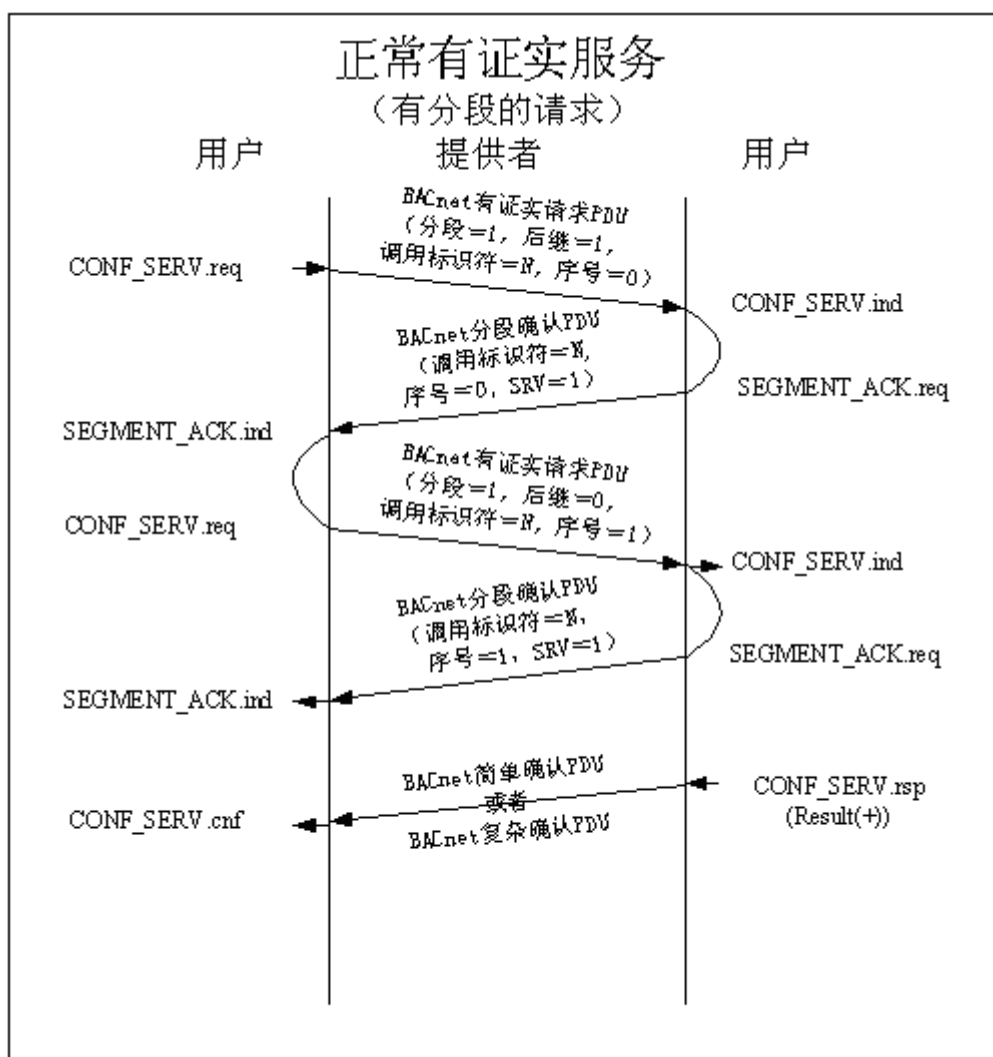 正常有证实服务
（有分段的请求）
用户
提供者
用户
BACnet有证实请求PDU
（分段=1，后继=1，
调用标识符=N，序号=0）
CONF_SERV.req
CONF_SERV.ind
BACnet分段确认PDU
（调用标识符=N，
序号=0，SRV=1）
SEGMENT_ACK.req
SEGMENT_ACK.ind
BACnet有证实请求PDU
（分段=1，后继=0，
调用标识符=N，序号=1）
CONF_SERV.req
CONF_SERV.ind
BACnet分段确认PDU
（调用标识符=N，
序号=1，SRV=1）
SEGMENT_ACK.req
SEGMENT_ACK.ind
BACnet简单确认PDU
或者
BACnet复杂确认PDU
CONF_SERV.rsp
(Result(+))
CONF_SERV.cnf